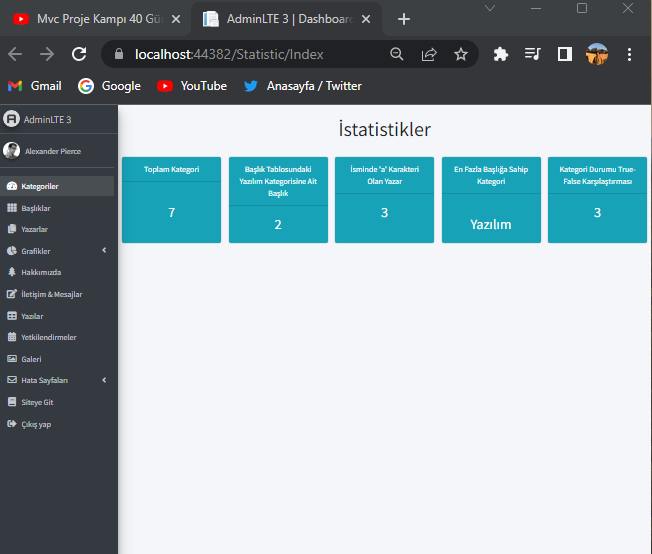 Mvc Proje Kampı 40 Gü
AdminLTE 3 | Dashboard
localhost:44382/Statistic/Index
Gmail
Google
YouTube
Anasayfa / Twitter
AdminLTE 3
Alexander Pierce
Kategoriler
Başlıklar
Yazarlar
Grafikler
Hakkımızda
İletişim & Mesajlar
Yazılar
Yetkilendirmeler
Galeri
Hata Sayfaları
Siteye Git
Çıkış yap
İstatistikler
Toplam Kategori
7
Başlık Tablosundaki
Yazılım Kategorisine Ait
Başlık
2
İsminde 'a' Karakteri
Olan Yazar
3
En Fazla Başlığa Sahip
Kategori
Yazılım
Kategori Durumu True-
False Karşılaştırması
3